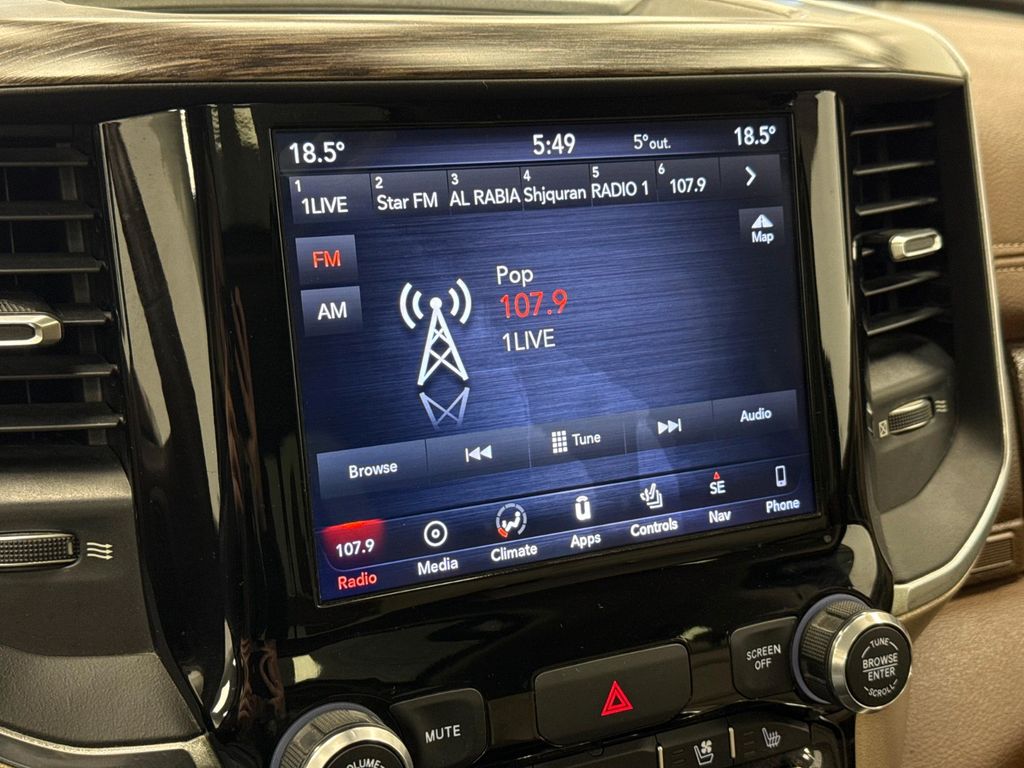 18.5° 5:49 5°out. 18.5°
1 2 3 4 5 6
1LIVE Star FM AL RABIA Shjquran RADIO 1 107.9
Map
FM
AM
Pop
107.9
1LIVE
Browse Tune Audio
107.9 SE
Radio Media Climate Apps Controls Nav Phone
SCREEN
OFF
TUNE
BROWSE
ENTER
SCROLL
MUTE
VOLUME